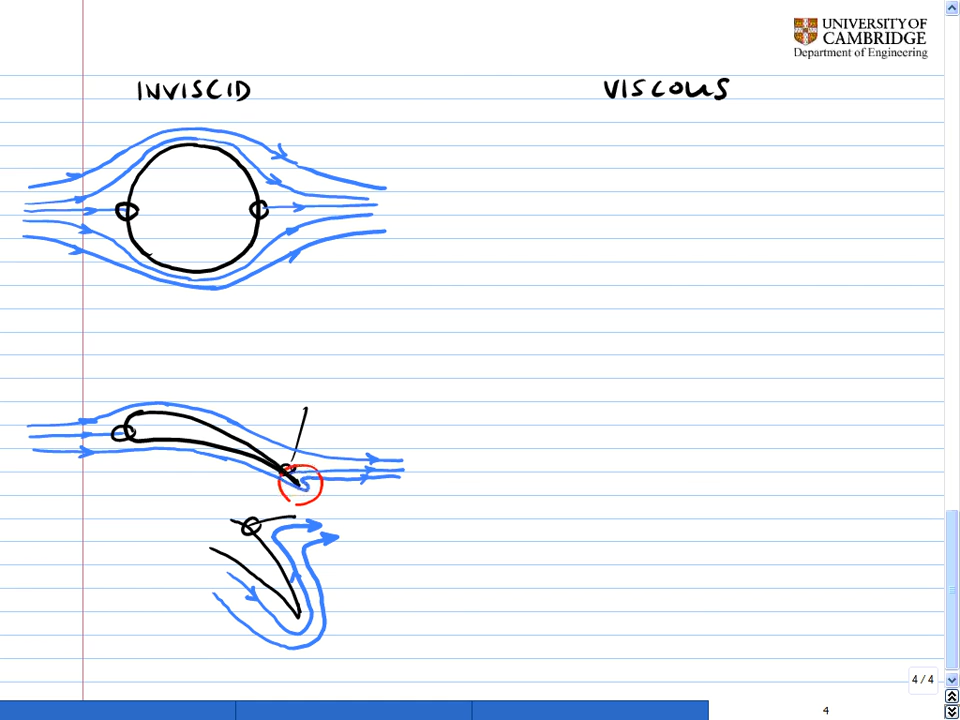 UNIVERSITY OF
CAMBRIDGE
Department of Engineering
INVISCID
VISCOUS
4 / 4
4